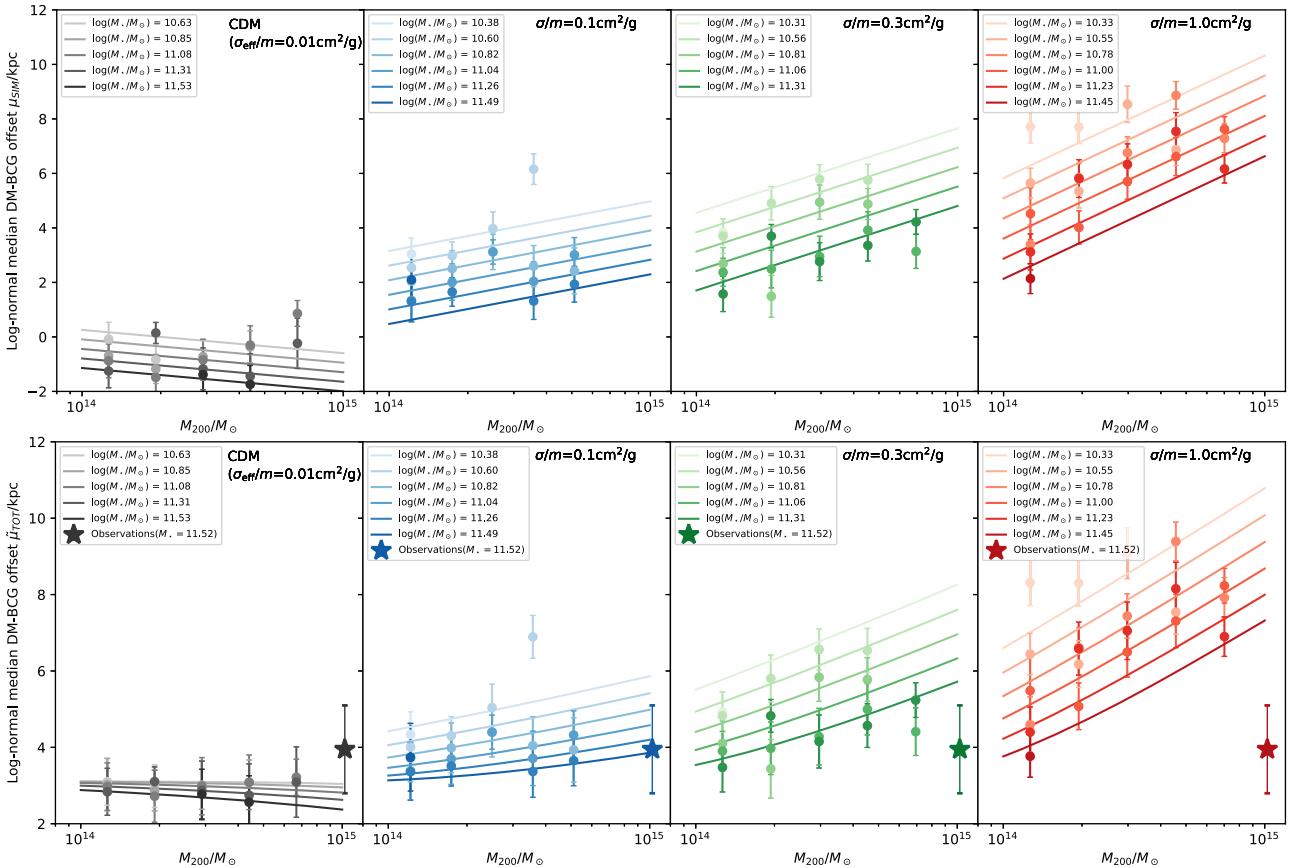 Log-normal median DM-BCG offset μ_SIM/kpc
12
10
8
6
4
2
0
−2
log(M⋆/M⊙) = 10.63
log(M⋆/M⊙) = 10.85
log(M⋆/M⊙) = 11.08
log(M⋆/M⊙) = 11.31
log(M⋆/M⊙) = 11.53
CDM
(σeff/m=0.01cm²/g)
10¹⁴
10¹⁵
M₂₀₀/M⊙
log(M⋆/M⊙) = 10.38
log(M⋆/M⊙) = 10.60
log(M⋆/M⊙) = 10.82
log(M⋆/M⊙) = 11.04
log(M⋆/M⊙) = 11.26
log(M⋆/M⊙) = 11.49
σ/m=0.1cm²/g
10¹⁴
10¹⁵
M₂₀₀/M⊙
log(M⋆/M⊙) = 10.31
log(M⋆/M⊙) = 10.56
log(M⋆/M⊙) = 10.81
log(M⋆/M⊙) = 11.06
log(M⋆/M⊙) = 11.31
σ/m=0.3cm²/g
10¹⁴
10¹⁵
M₂₀₀/M⊙
log(M⋆/M⊙) = 10.33
log(M⋆/M⊙) = 10.55
log(M⋆/M⊙) = 10.78
log(M⋆/M⊙) = 11.00
log(M⋆/M⊙) = 11.23
log(M⋆/M⊙) = 11.45
σ/m=1.0cm²/g
10¹⁴
10¹⁵
M₂₀₀/M⊙
Log-normal median DM-BCG offset μ̃_TOT/kpc
12
10
8
6
4
2
log(M⋆/M⊙) = 10.63
log(M⋆/M⊙) = 10.85
log(M⋆/M⊙) = 11.08
log(M⋆/M⊙) = 11.31
log(M⋆/M⊙) = 11.53
Observations(M⋆ = 11.52)
CDM
(σeff/m=0.01cm²/g)
10¹⁴
10¹⁵
M₂₀₀/M⊙
log(M⋆/M⊙) = 10.38
log(M⋆/M⊙) = 10.60
log(M⋆/M⊙) = 10.82
log(M⋆/M⊙) = 11.04
log(M⋆/M⊙) = 11.26
log(M⋆/M⊙) = 11.49
Observations(M⋆ = 11.52)
σ/m=0.1cm²/g
10¹⁴
10¹⁵
M₂₀₀/M⊙
log(M⋆/M⊙) = 10.31
log(M⋆/M⊙) = 10.56
log(M⋆/M⊙) = 10.81
log(M⋆/M⊙) = 11.06
log(M⋆/M⊙) = 11.31
Observations(M⋆ = 11.52)
σ/m=0.3cm²/g
10¹⁴
10¹⁵
M₂₀₀/M⊙
log(M⋆/M⊙) = 10.33
log(M⋆/M⊙) = 10.55
log(M⋆/M⊙) = 10.78
log(M⋆/M⊙) = 11.00
log(M⋆/M⊙) = 11.23
log(M⋆/M⊙) = 11.45
Observations(M⋆ = 11.52)
σ/m=1.0cm²/g
10¹⁴
10¹⁵
M₂₀₀/M⊙